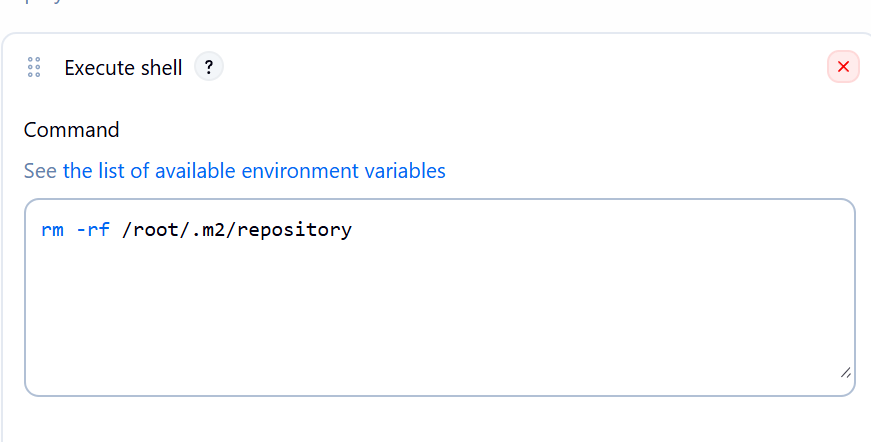 Execute shell ?
Command
See the list of available environment variables
rm -rf /root/.m2/repository